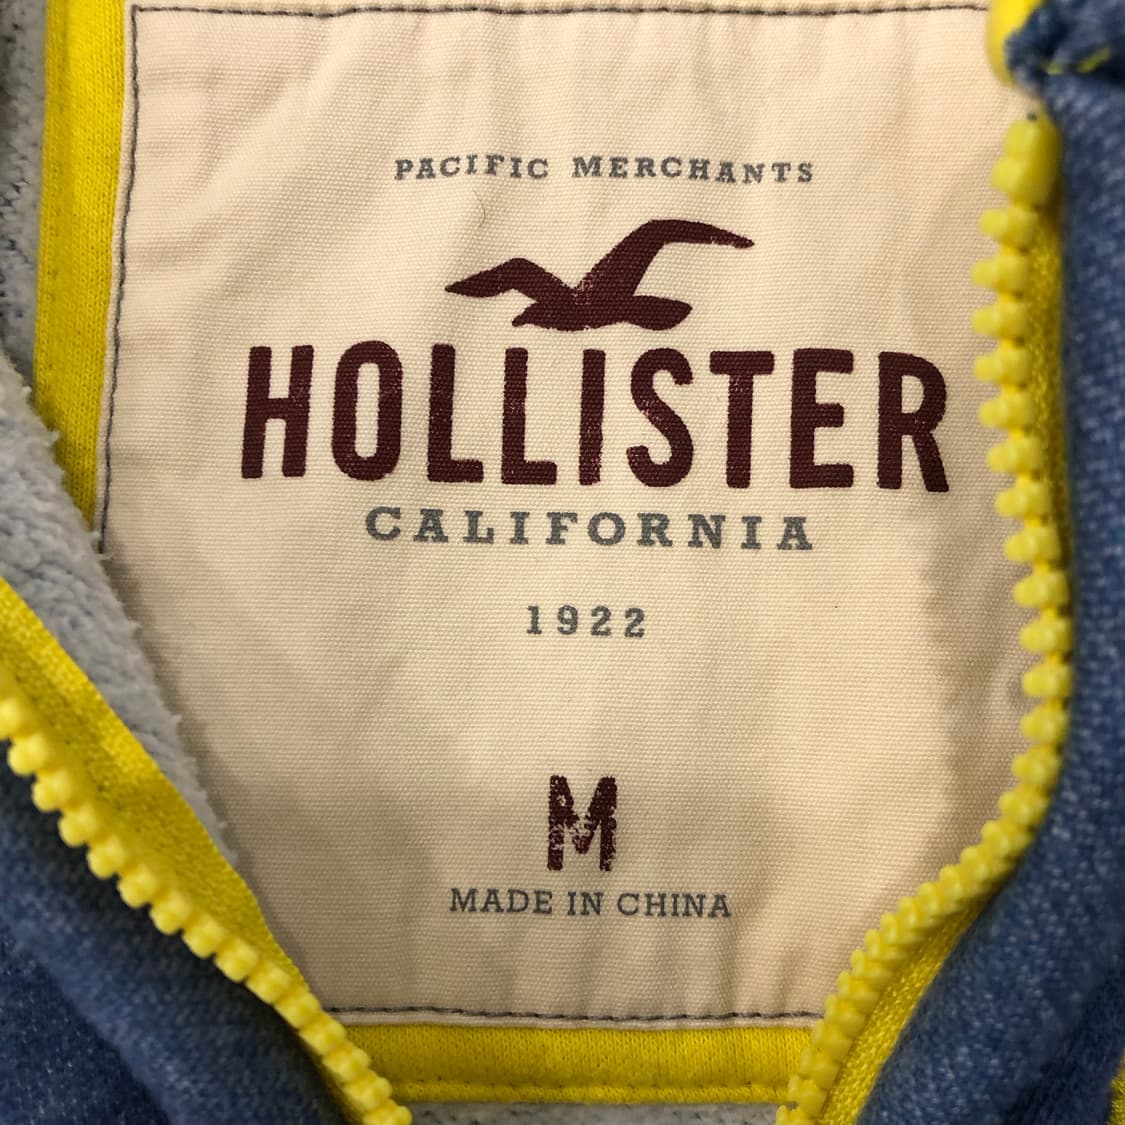 PACIFIC MERCHANTS
HOLLISTER
CALIFORNIA
1922
M
MADE IN CHINA